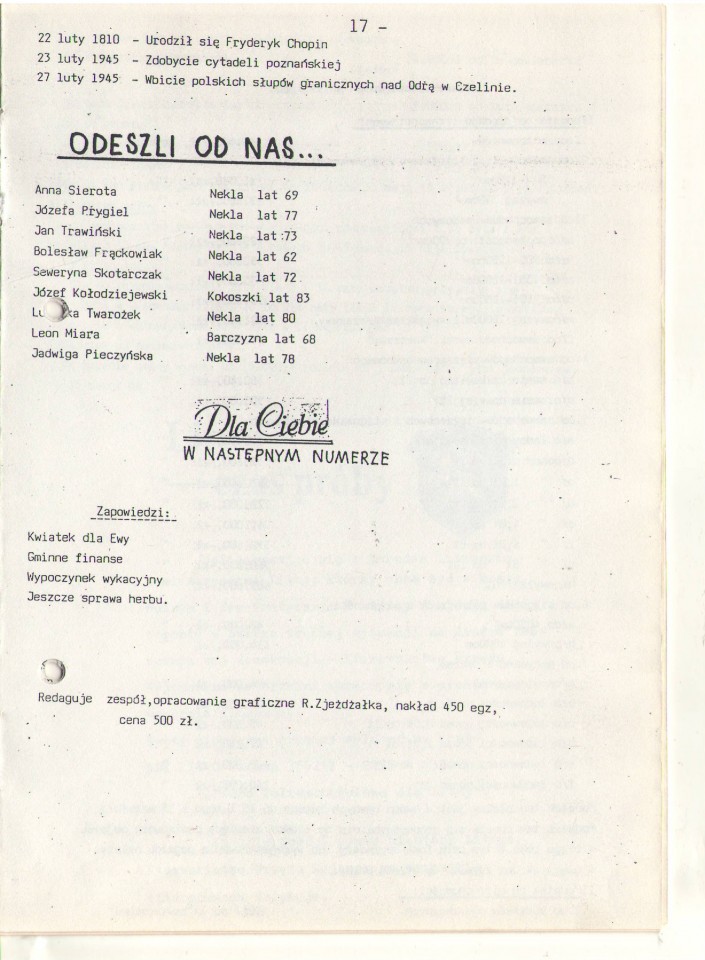 17 -
22 luty 1810 - Urodził się Fryderyk Chopin
23 luty 1945 - Zdobycie cytadeli poznańskiej
27 luty 1945 - Wbicie polskich słupów granicznych nad Odrą w Czelinie.
ODESZLI OD NAS...
Anna Sierota Nekla lat 69
Józefa Prygiel Nekla lat 77
Jan Trawiński Nekla lat 73
Bolesław Frąckowiak Nekla lat 62
Seweryna Skotarczak Nekla lat 72
Józef Kołodziejewski Kokoszki lat 83
Twarożek Nekla lat 80
Leon Miara Barczyzna lat 68
Jadwiga Pieczyńska Nekla lat 78
Dla Ciebie
W NASTĘPNYM NUMERZE
Zapowiedzi:
Kwiatek dla Ewy
Gminne finanse
Wypoczynek wykacyjny
Jeszcze sprawa herbu.
Redaguje zespół,opracowanie graficzne R.Zjeżdżałka, nakład 450 egz,
cena 500 zł.